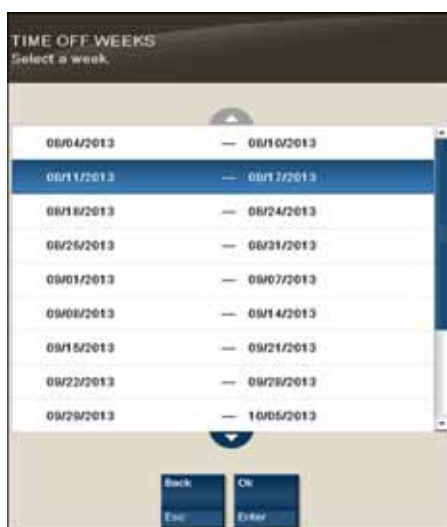 TIME OFF WEEKS
Select a week.
08/04/2013 — 08/10/2013
08/11/2013 — 08/17/2013
08/18/2013 — 08/24/2013
08/25/2013 — 08/31/2013
09/01/2013 — 09/07/2013
09/08/2013 — 09/14/2013
09/15/2013 — 09/21/2013
09/22/2013 — 09/28/2013
09/29/2013 — 10/05/2013
Back Ok
Esc Enter